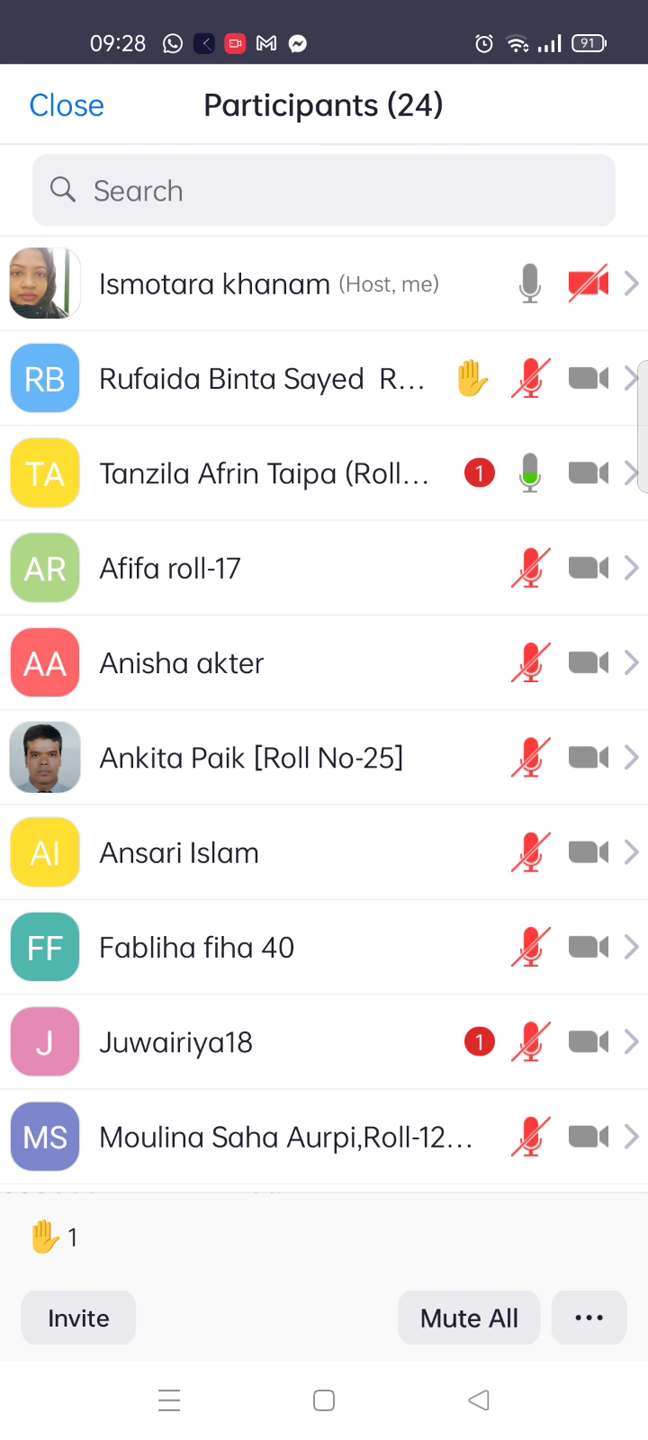 09:28
91
Close Participants (24)
Search
Ismotara khanam (Host, me)
RB Rufaida Binta Sayed R...
TA Tanzila Afrin Taipa (Roll... 1
AR Afifa roll-17
AA Anisha akter
Ankita Paik [Roll No-25]
AI Ansari Islam
FF Fabliha fiha 40
J Juwairiya18 1
MS Moulina Saha Aurpi,Roll-12...
1
Invite Mute All ...